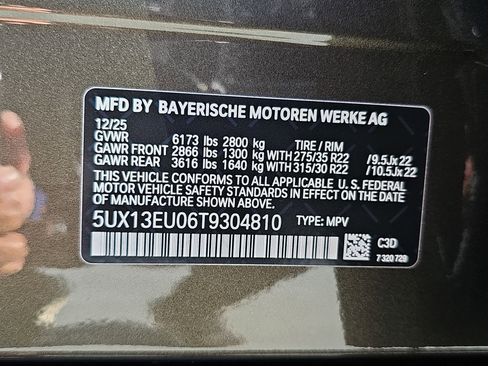 MFD BY BAYERISCHE MOTOREN WERKE AG
12/25
GVWR 6173 lbs 2800 kg TIRE / RIM
GAWR FRONT 2866 lbs 1300 kg WITH 275/35 R22 /9.5Jx22
GAWR REAR 3616 lbs 1640 kg WITH 315/30 R22 /10.5Jx22
THIS VEHICLE CONFORMS TO ALL APPLICABLE U. S. FEDERAL
MOTOR VEHICLE SAFETY STANDARDS IN EFFECT ON THE
DATE OF MANUFACTURE SHOWN ABOVE.
5UX13EU06T9304810 TYPE: MPV
C3D
7 320 729